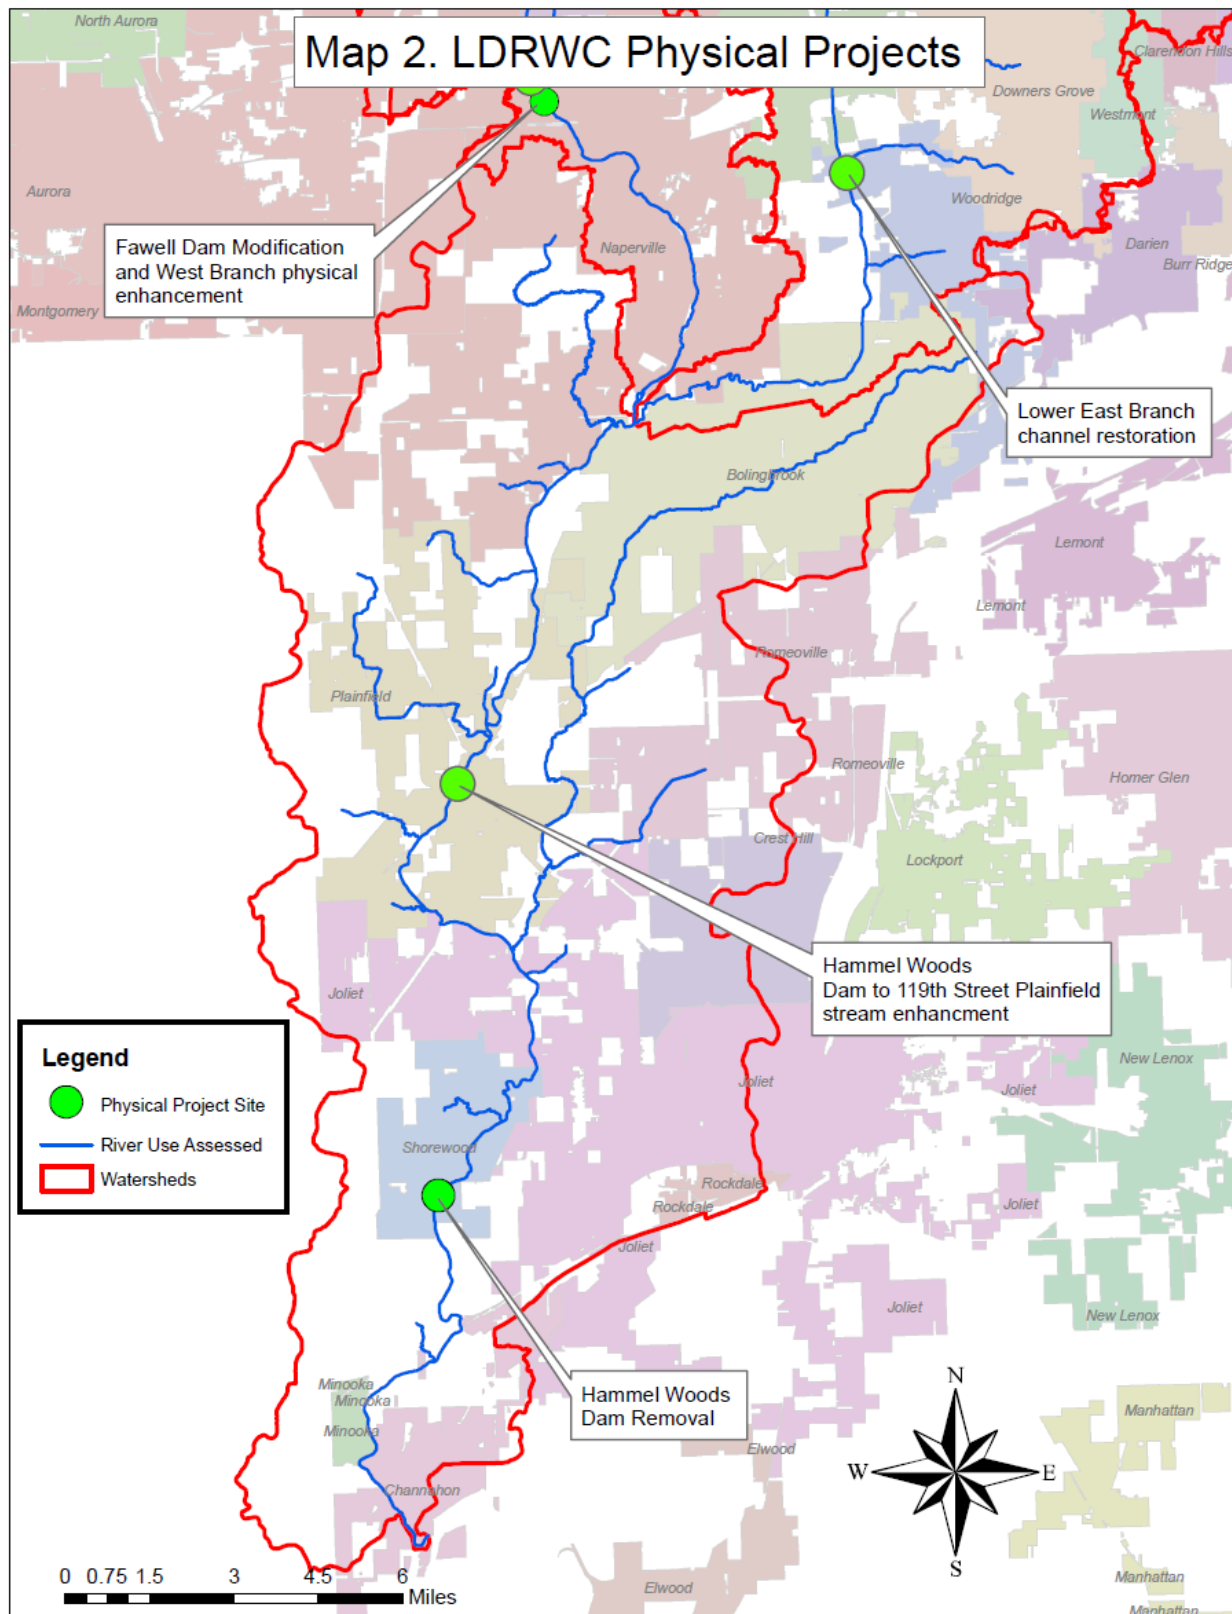 North Aurora
Map 2. LDRWC Physical Projects
Clarendon Hills
Downers Grove
Westmont
Aurora
Woodridge
Fawell Dam Modification
and West Branch physical
enhancement
Naperville
Darien
Burr Ridge
Montgomery
Lower East Branch
channel restoration
Bolingbrook
Lemont
Lemont
Romeoville
Plainfield
Romeoville
Homer Glen
Crest Hill
Lockport
Hammel Woods
Dam to 119th Street Plainfield
stream enhancment
Joliet
Legend
Physical Project Site
River Use Assessed
Watersheds
New Lenox
Joliet
Joliet
Shorewood
Rockdale
Rockdale
Joliet
Joliet
Joliet
New Lenox
Hammel Woods
Dam Removal
Minooka
Minooka
Minooka
Channahon
Elwood
Manhattan
N
W
E
S
0 0.75 1.5 3 4.5 6
Miles
Elwood
Manhattan
Manhattan